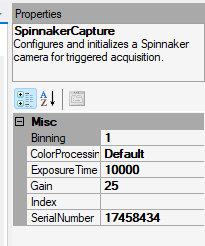 Properties
SpinnakerCapture
Configures and initializes a Spinnaker
camera for triggered acquisition.
Misc
Binning 1
ColorProcessin Default
ExposureTime 10000
Gain 25
Index
SerialNumber 17458434